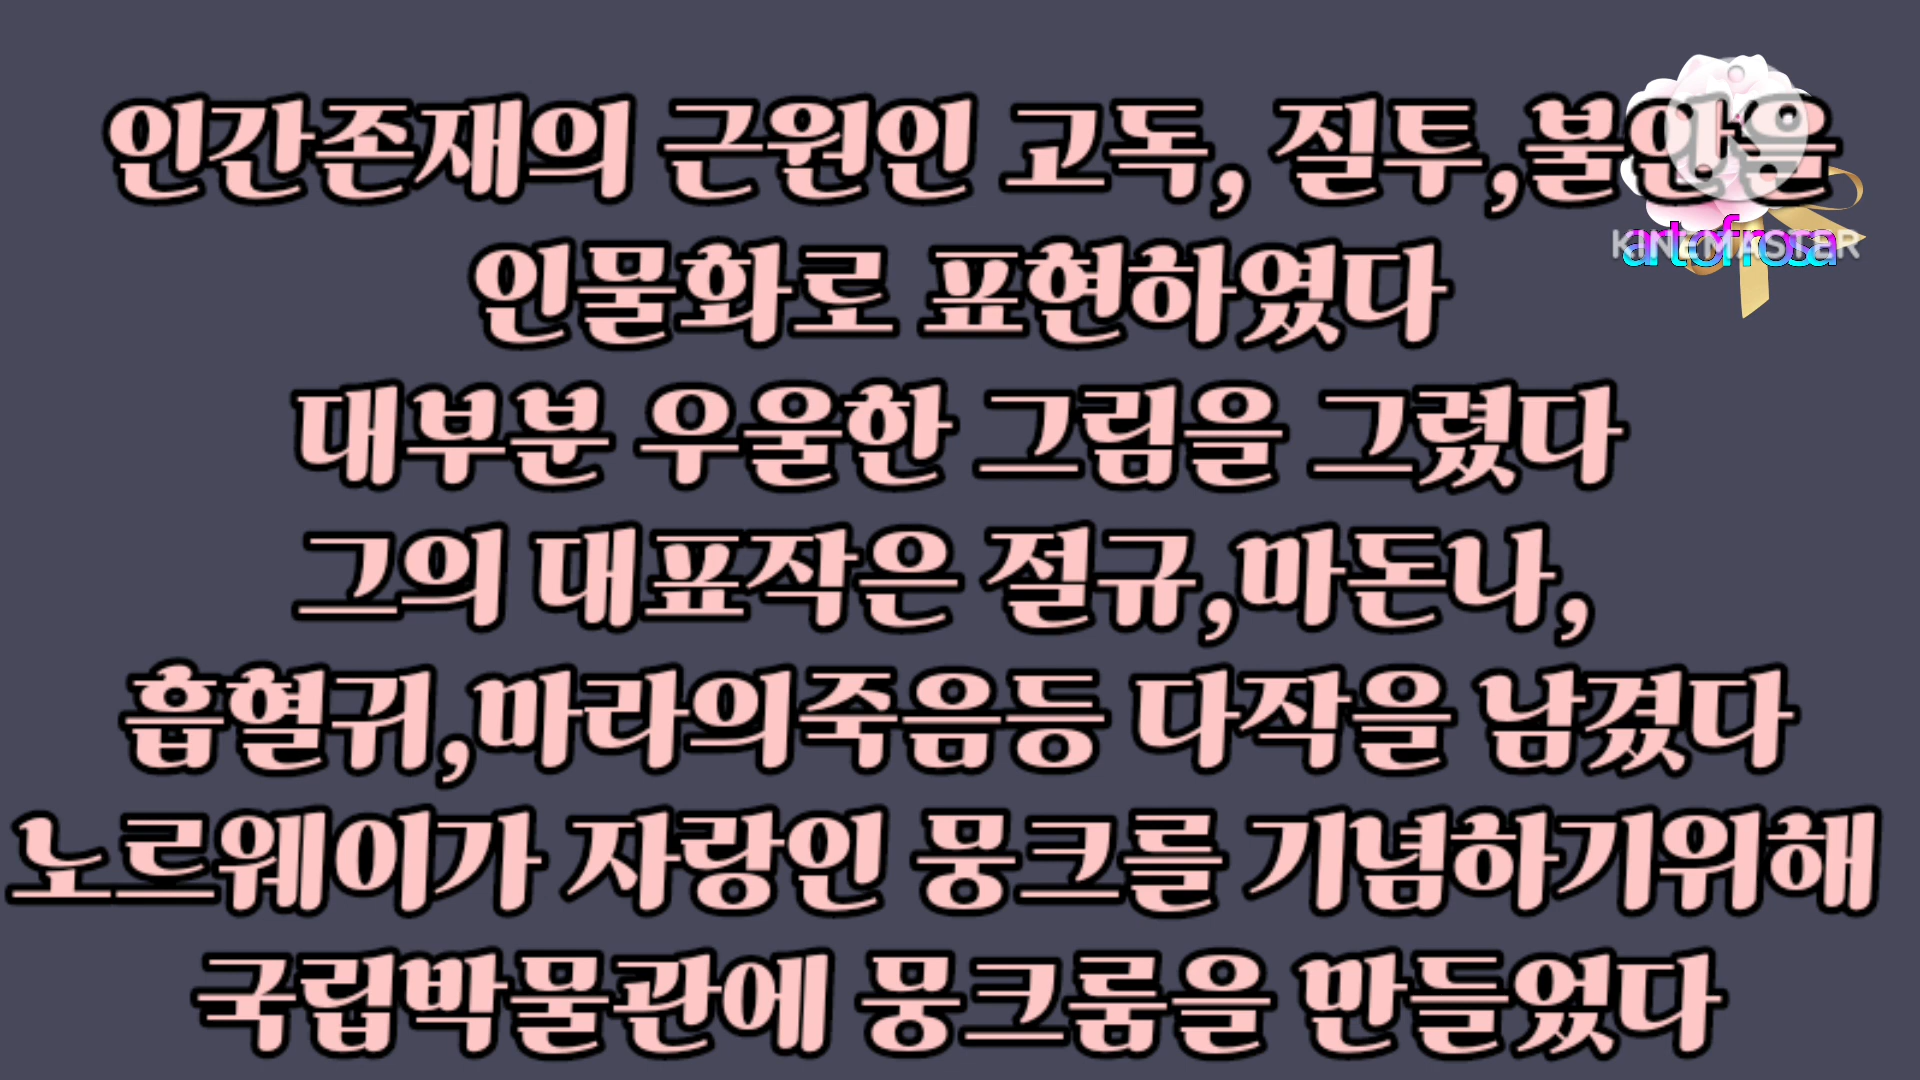 인간존재의 근원인 고독, 질투,불안을
KINEMASTER
artofrosa
인물화로 표현하였다
대부분 우울한 그림을 그렸다
그의 대표작은 절규,마돈나,
흡혈귀,마라의죽음등 다작을 남겼다
노르웨이가 자랑인 뭉크를 기념하기위해
국립박물관에 뭉크룸을 만들었다